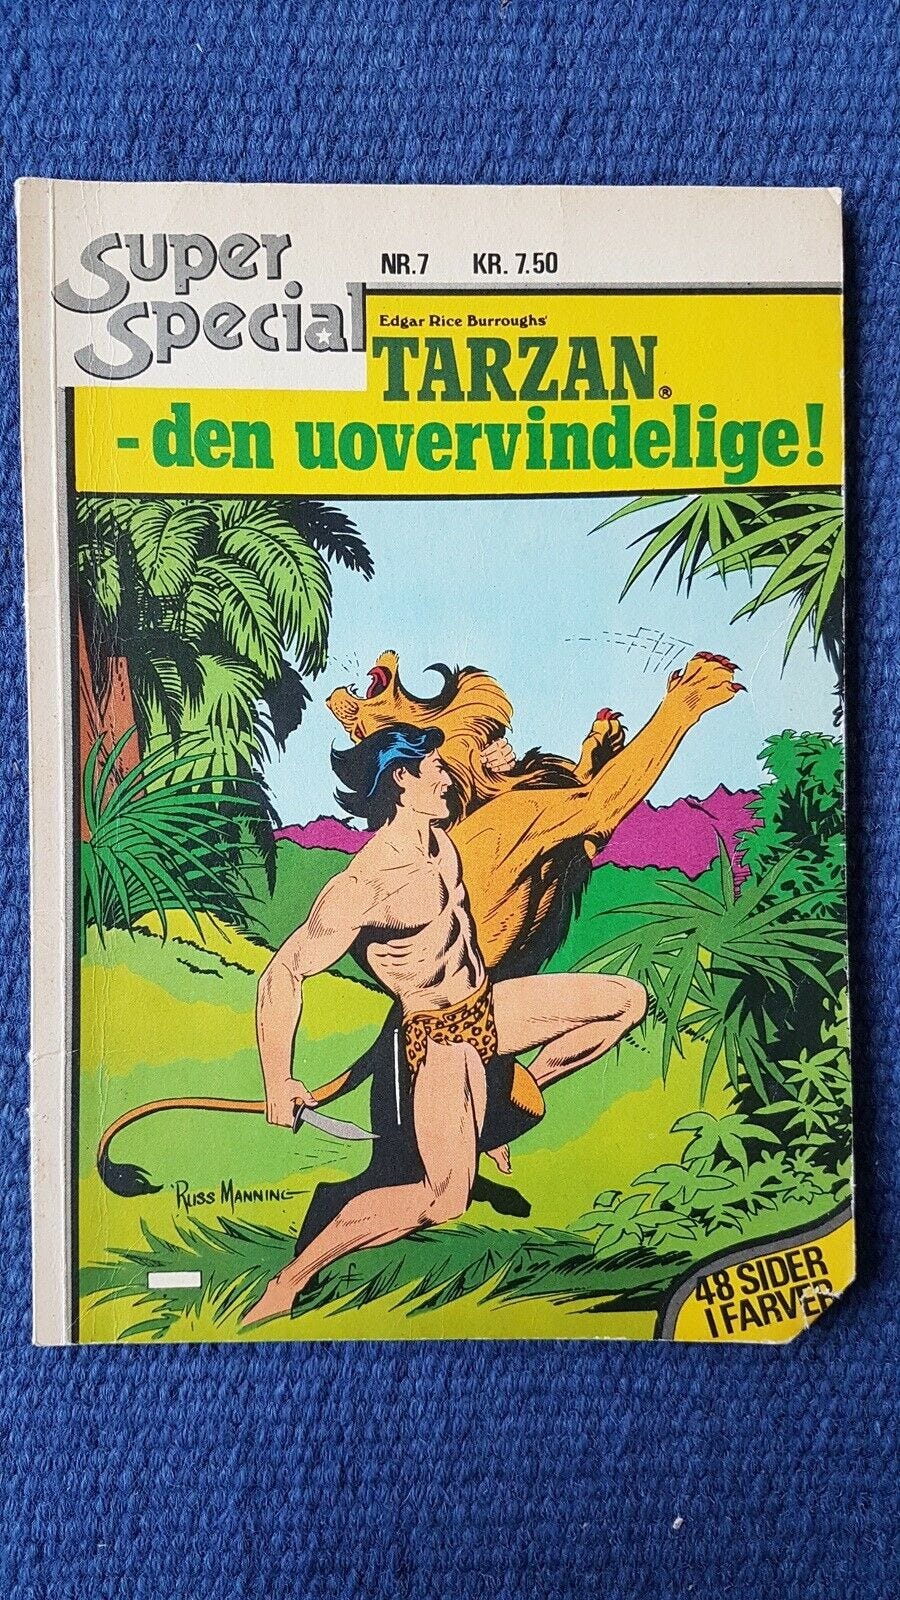 Super
Special
NR.7 KR. 7.50
Edgar Rice Burroughs'
TARZAN®
- den uovervindelige!
RUSS MANNING
48 SIDER
I FARVER